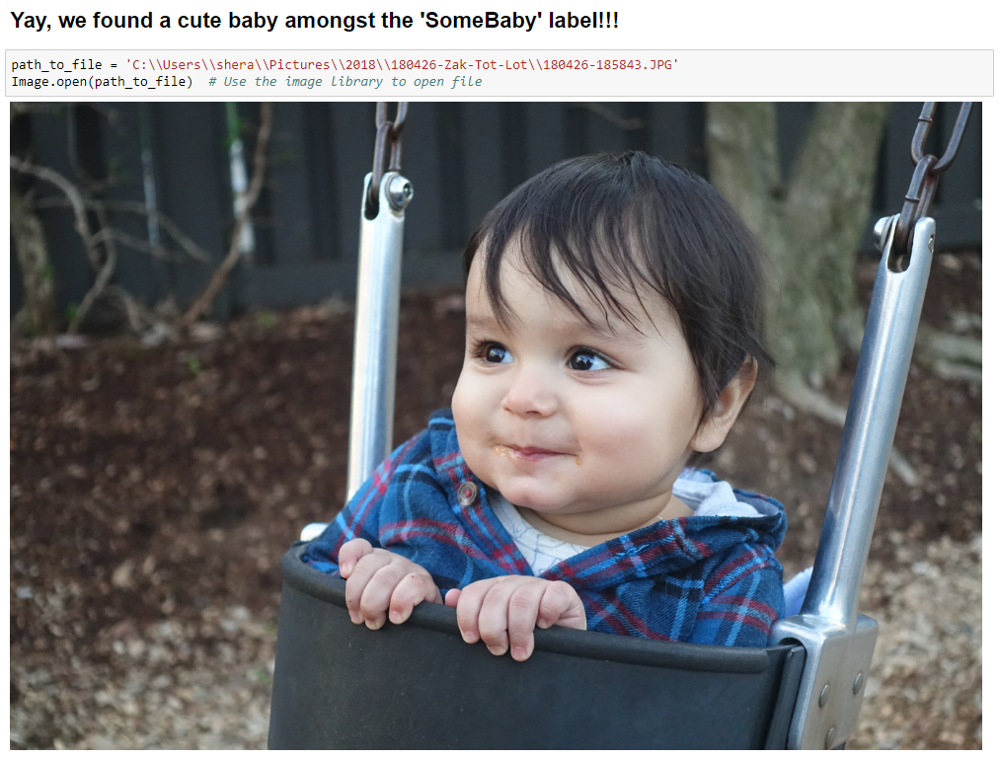 Yay, we found a cute baby amongst the 'SomeBaby' label!!!
path_to_file = 'C:\\Users\\shera\\Pictures\\2018\\180426-Zak-Tot-Lot\\180426-185843.JPG'
Image.open(path_to_file)  # Use the image library to open file